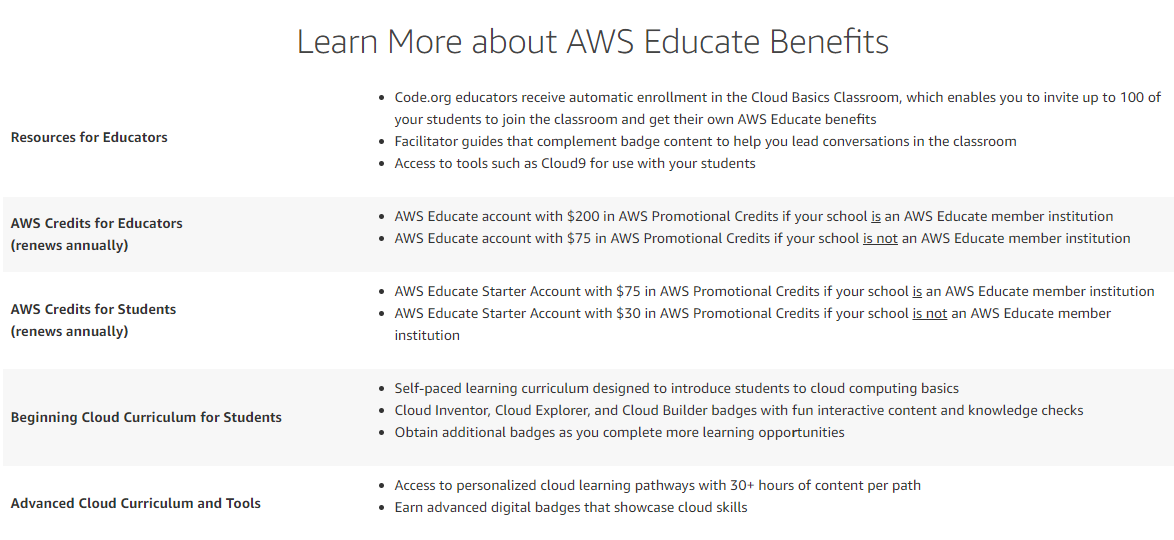 Learn More about AWS Educate Benefits
Resources for Educators
• Code.org educators receive automatic enrollment in the Cloud Basics Classroom, which enables you to invite up to 100 of
your students to join the classroom and get their own AWS Educate benefits
• Facilitator guides that complement badge content to help you lead conversations in the classroom
• Access to tools such as Cloud9 for use with your students
AWS Credits for Educators
(renews annually)
• AWS Educate account with $200 in AWS Promotional Credits if your school is an AWS Educate member institution
• AWS Educate account with $75 in AWS Promotional Credits if your school is not an AWS Educate member institution
AWS Credits for Students
(renews annually)
• AWS Educate Starter Account with $75 in AWS Promotional Credits if your school is an AWS Educate member institution
• AWS Educate Starter Account with $30 in AWS Promotional Credits if your school is not an AWS Educate member
institution
Beginning Cloud Curriculum for Students
• Self-paced learning curriculum designed to introduce students to cloud computing basics
• Cloud Inventor, Cloud Explorer, and Cloud Builder badges with fun interactive content and knowledge checks
• Obtain additional badges as you complete more learning opportunities
Advanced Cloud Curriculum and Tools
• Access to personalized cloud learning pathways with 30+ hours of content per path
• Earn advanced digital badges that showcase cloud skills